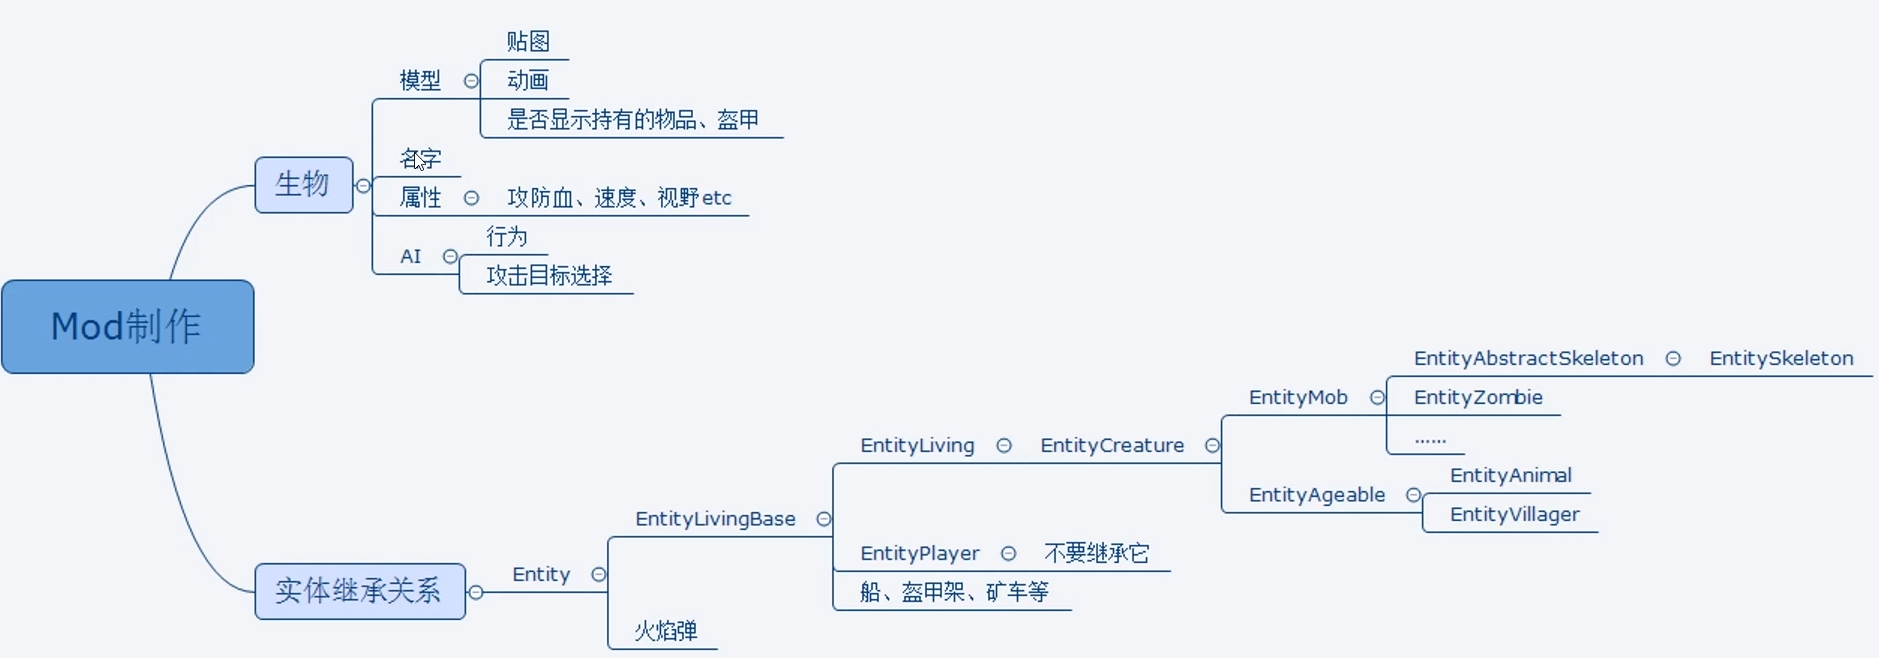 贴图
模型
动画
是否显示持有的物品、盔甲
名字
生物
属性
攻防血、速度、视野etc
行为
AI
攻击目标选择
Mod制作
EntityAbstractSkeleton
EntitySkeleton
EntityMob
EntityZombie
......
EntityLiving
EntityCreature
EntityAnimal
EntityAgeable
EntityVillager
EntityLivingBase
EntityPlayer
不要继承它
Entity
船、盔甲架、矿车等
实体继承关系
火焰弹